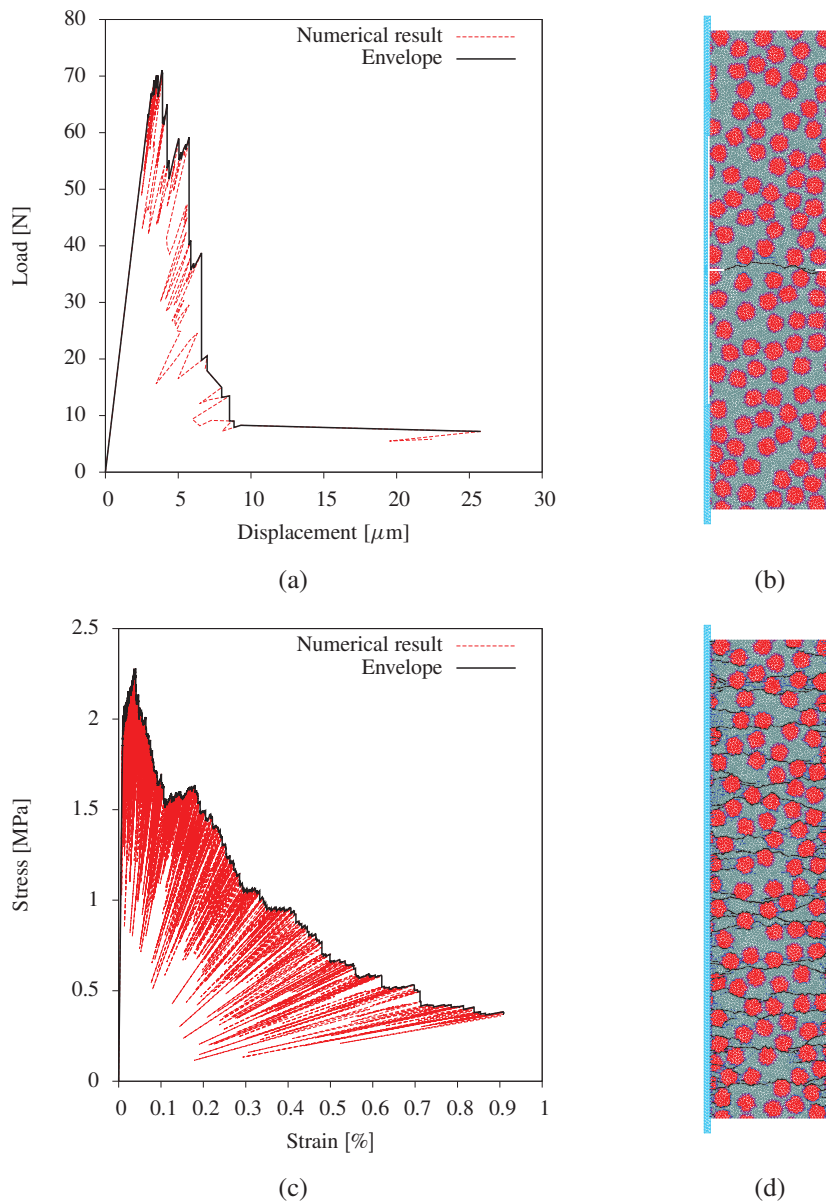 80
70
60
50
40
30
20
10
0
Load [N]
Numerical result
Envelope
0 5 10 15 20 25 30
Displacement [μm]
(a)
(b)
2.5
2
1.5
1
0.5
0
Stress [MPa]
Numerical result
Envelope
0 0.1 0.2 0.3 0.4 0.5 0.6 0.7 0.8 0.9 1
Strain [%]
(c)
(d)